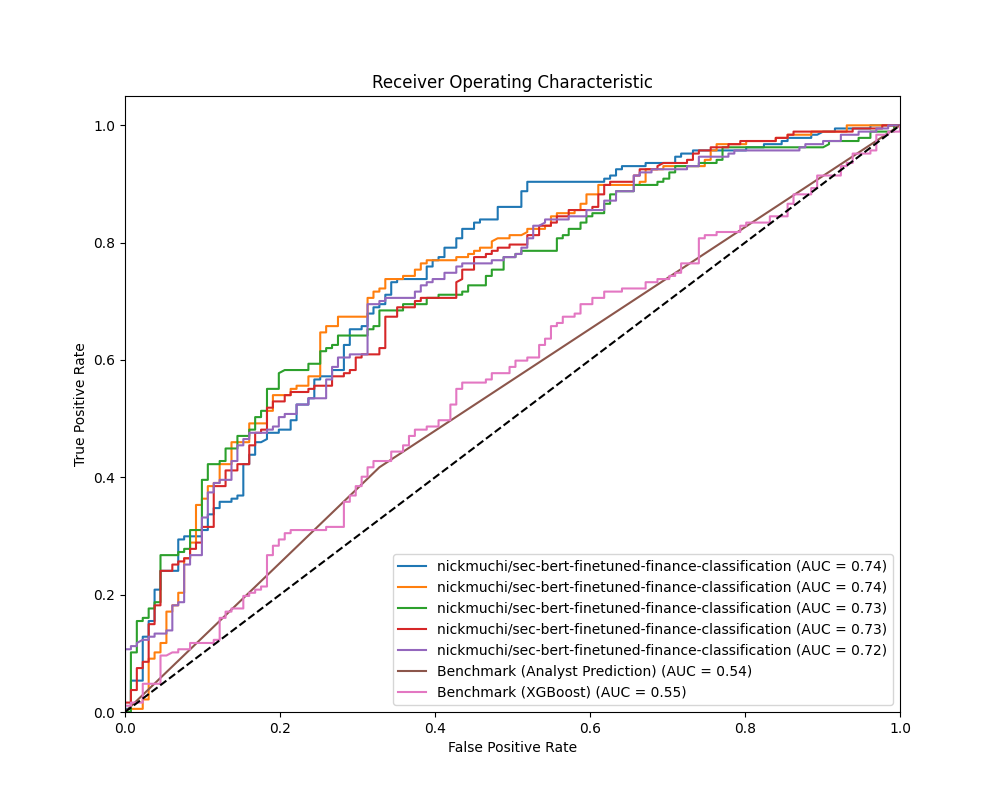 Receiver Operating Characteristic
True Positive Rate
1.0
0.8
0.6
0.4
0.2
0.0
nickmuchi/sec-bert-finetuned-finance-classification (AUC = 0.74)
nickmuchi/sec-bert-finetuned-finance-classification (AUC = 0.74)
nickmuchi/sec-bert-finetuned-finance-classification (AUC = 0.73)
nickmuchi/sec-bert-finetuned-finance-classification (AUC = 0.73)
nickmuchi/sec-bert-finetuned-finance-classification (AUC = 0.72)
Benchmark (Analyst Prediction) (AUC = 0.54)
Benchmark (XGBoost) (AUC = 0.55)
0.0 0.2 0.4 0.6 0.8 1.0
False Positive Rate